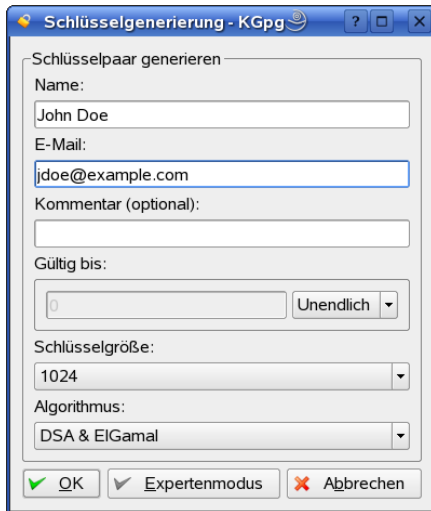 Schlüsselgenerierung - KGpg
Schlüsselpaar generieren
Name:
John Doe
E-Mail:
jdoe@example.com
Kommentar (optional):
Gültig bis:
0 Unendlich
Schlüsselgröße:
1024
Algorithmus:
DSA & ElGamal
OK Expertenmodus Abbrechen